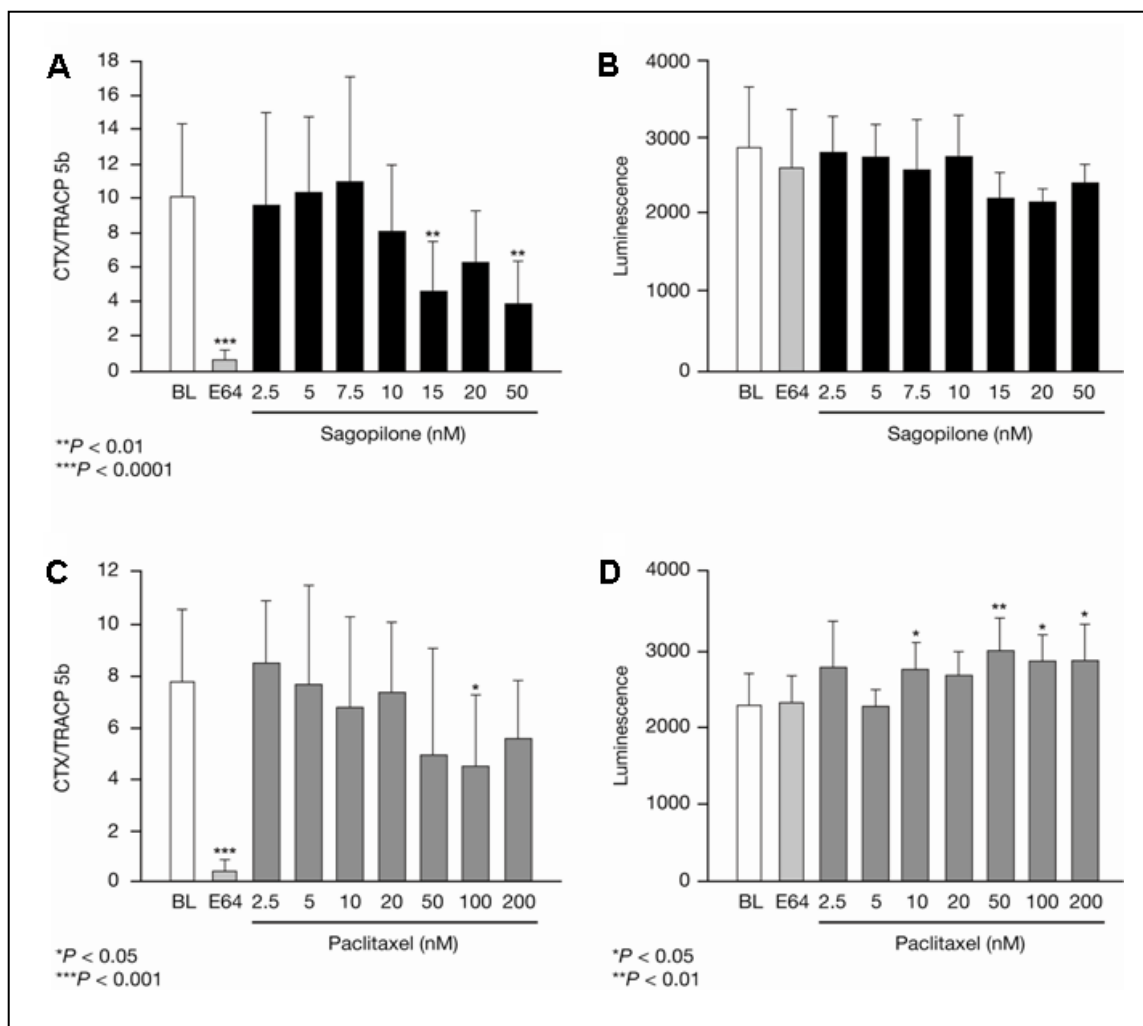 A
18
16
14
12
10
8
6
4
2
0
CTX/TRACP 5b
BL E64 2.5 5 7.5 10 15 20 50
Sagopilone (nM)
***
**
**
**P < 0.01
***P < 0.0001
B
4000
3000
2000
1000
0
Luminescence
BL E64 2.5 5 7.5 10 15 20 50
Sagopilone (nM)
C
12
10
8
6
4
2
0
CTX/TRACP 5b
BL E64 2.5 5 10 20 50 100 200
Paclitaxel (nM)
***
*
*P < 0.05
***P < 0.001
D
4000
3000
2000
1000
0
Luminescence
BL E64 2.5 5 10 20 50 100 200
Paclitaxel (nM)
*
**
*
*
*P < 0.05
**P < 0.01